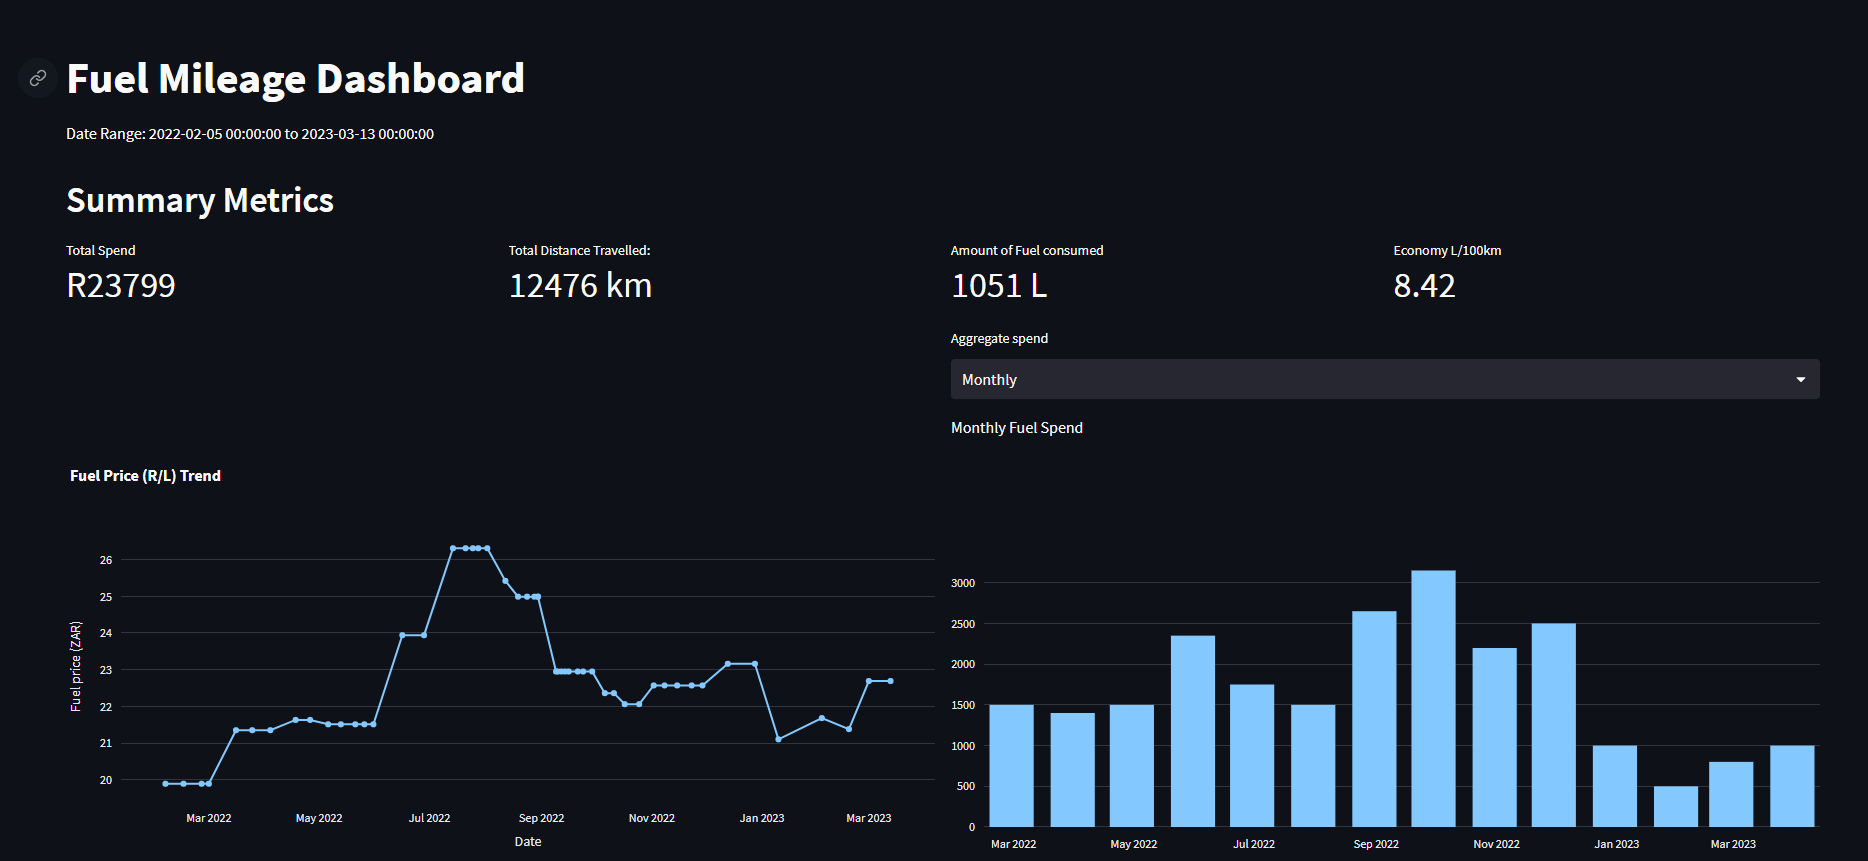 Fuel Mileage Dashboard
Date Range: 2022-02-05 00:00:00 to 2023-03-13 00:00:00
Summary Metrics
Total Spend
R23799
Total Distance Travelled:
12476 km
Amount of Fuel consumed
1051 L
Economy L/100km
8.42
Aggregate spend
Monthly
Monthly Fuel Spend
Fuel Price (R/L) Trend
Fuel price (ZAR)
26
25
24
23
22
21
20
Mar 2022 May 2022 Jul 2022 Sep 2022 Nov 2022 Jan 2023 Mar 2023
Date
3000
2500
2000
1500
1000
500
0
Mar 2022 May 2022 Jul 2022 Sep 2022 Nov 2022 Jan 2023 Mar 2023